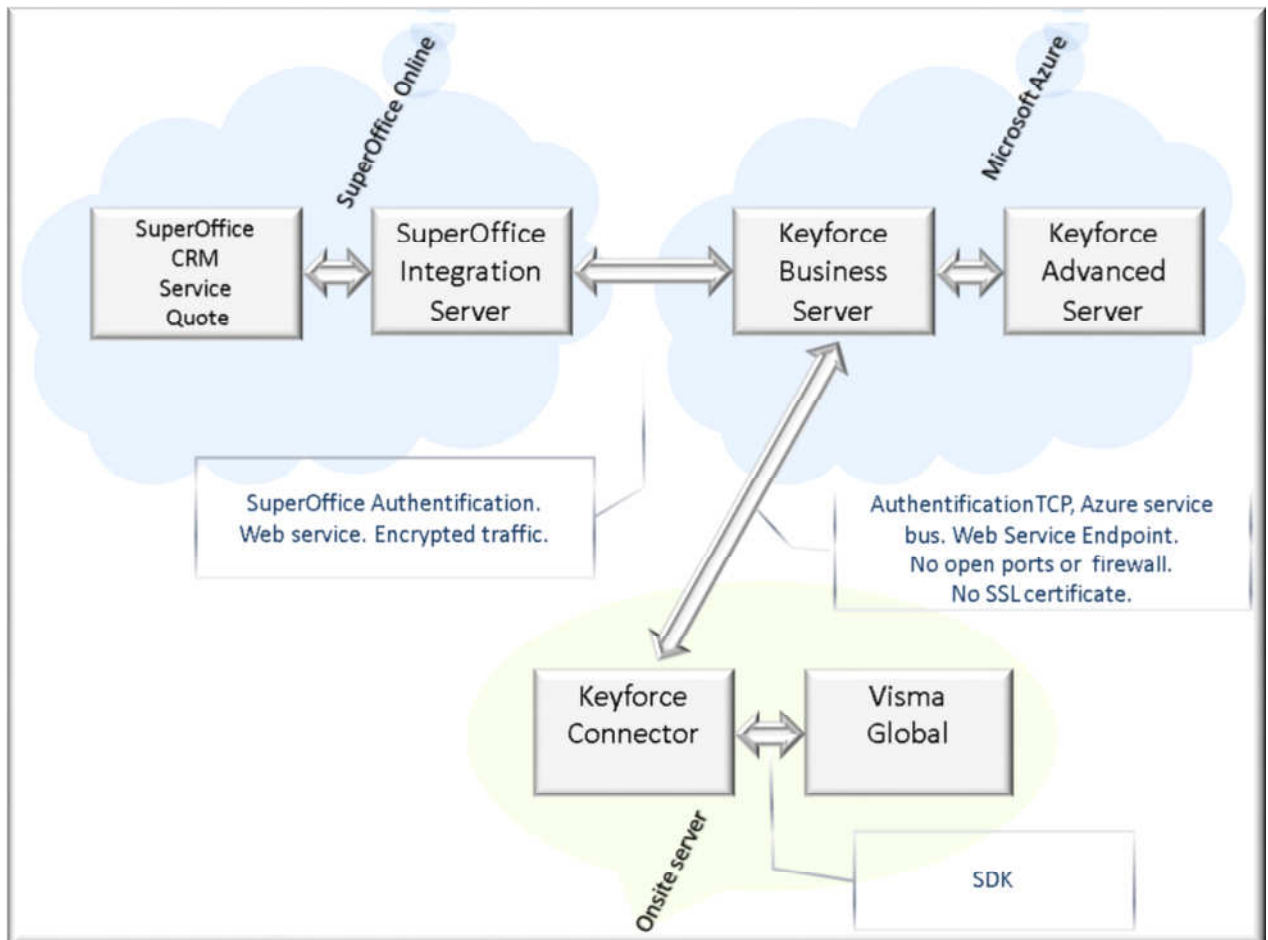 SuperOffice Online
Microsoft Azure
SuperOffice
CRM
Service
Quote
SuperOffice
Integration
Server
Keyforce
Business
Server
Keyforce
Advanced
Server
SuperOffice Authentification.
Web service. Encrypted traffic.
AuthentificationTCP, Azure service
bus. Web Service Endpoint.
No open ports or firewall.
No SSL certificate.
Keyforce
Connector
Visma
Global
Onsite server
SDK